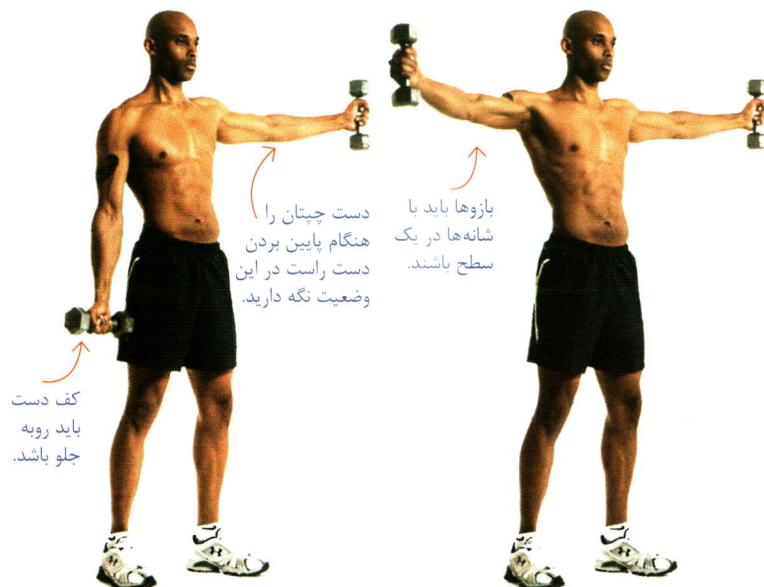 دست چپتان را
هنگام پایین بردن
دست راست در این
وضعیت نگه دارید.
کف دست
باید روبه
جلو باشد.
بازوها باید با
شانه‌ها در یک
سطح باشند.